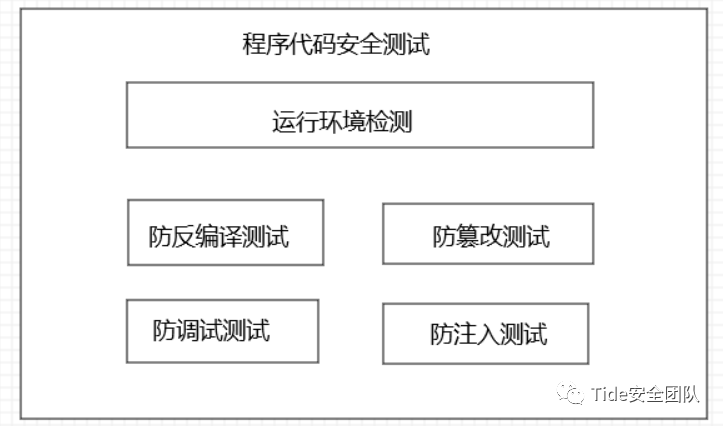 程序代码安全测试
运行环境检测
防反编译测试
防篡改测试
防调试测试
防注入测试
Tide安全团队